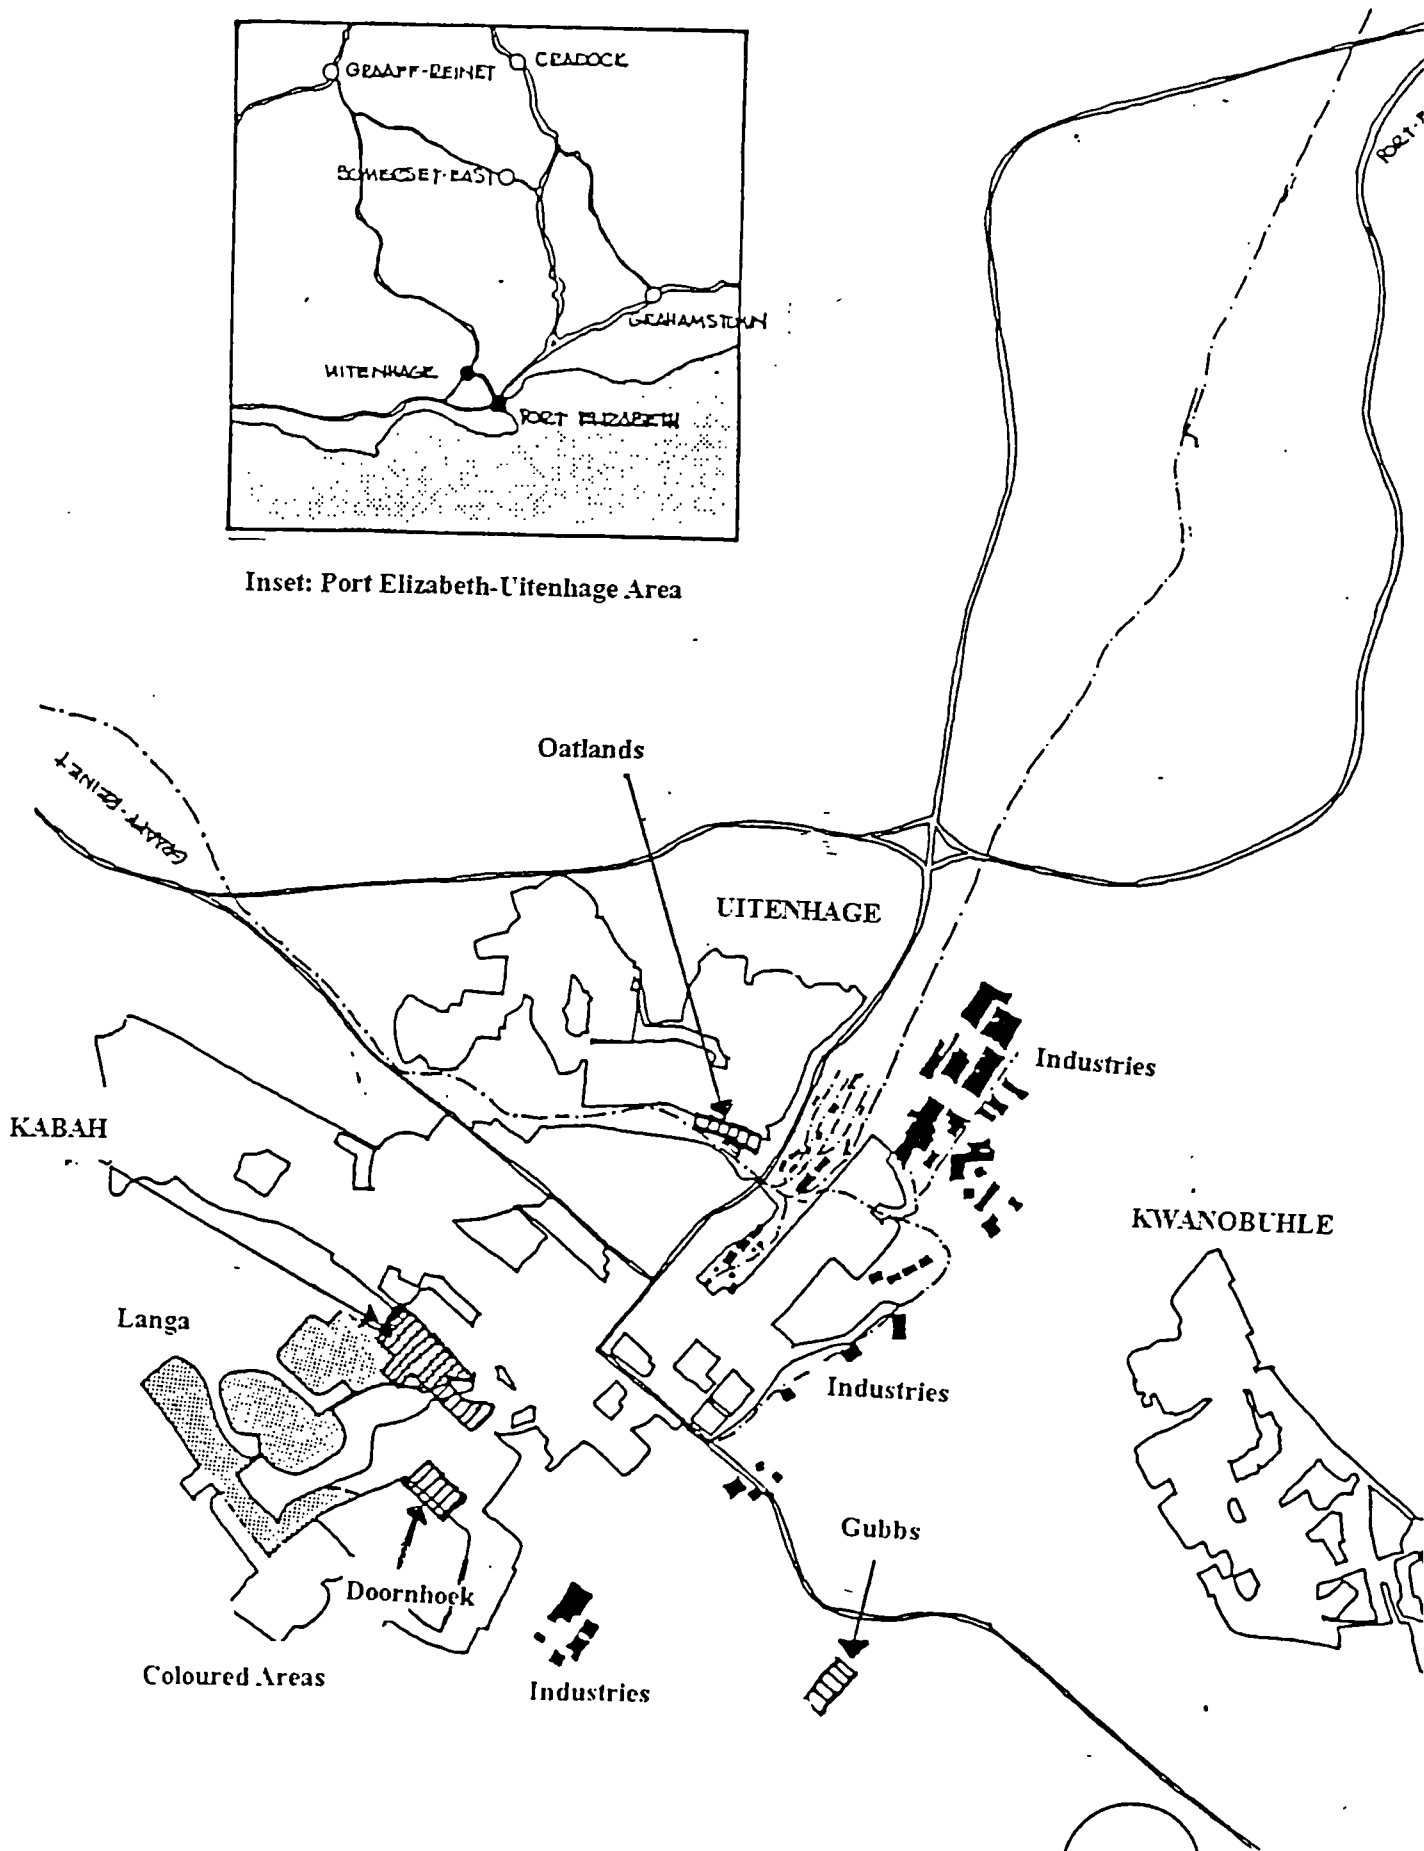 GRAAFF-REINET
CRADOCK
SOMERSET-EAST
GRAHAMSTOWN
UITENHAGE
PORT ELIZABETH
Inset: Port Elizabeth-Uitenhage Area
PORT-
GRAAFF-REINET
Oatlands
UITENHAGE
Industries
KABAH
KWANOBUHLE
Langa
Industries
Gubbs
Doornhoek
Coloured Areas
Industries